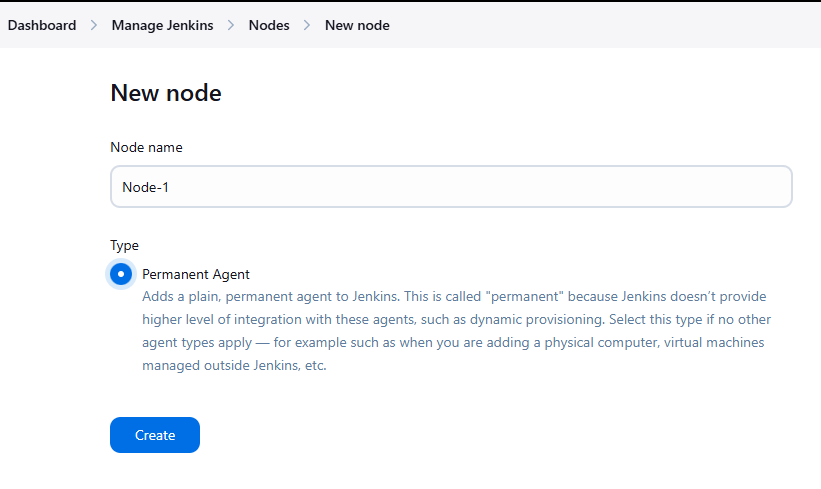 Dashboard > Manage Jenkins > Nodes > New node
New node
Node name
Node-1
Type
Permanent Agent
Adds a plain, permanent agent to Jenkins. This is called "permanent" because Jenkins doesn’t provide
higher level of integration with these agents, such as dynamic provisioning. Select this type if no other
agent types apply — for example such as when you are adding a physical computer, virtual machines
managed outside Jenkins, etc.
Create